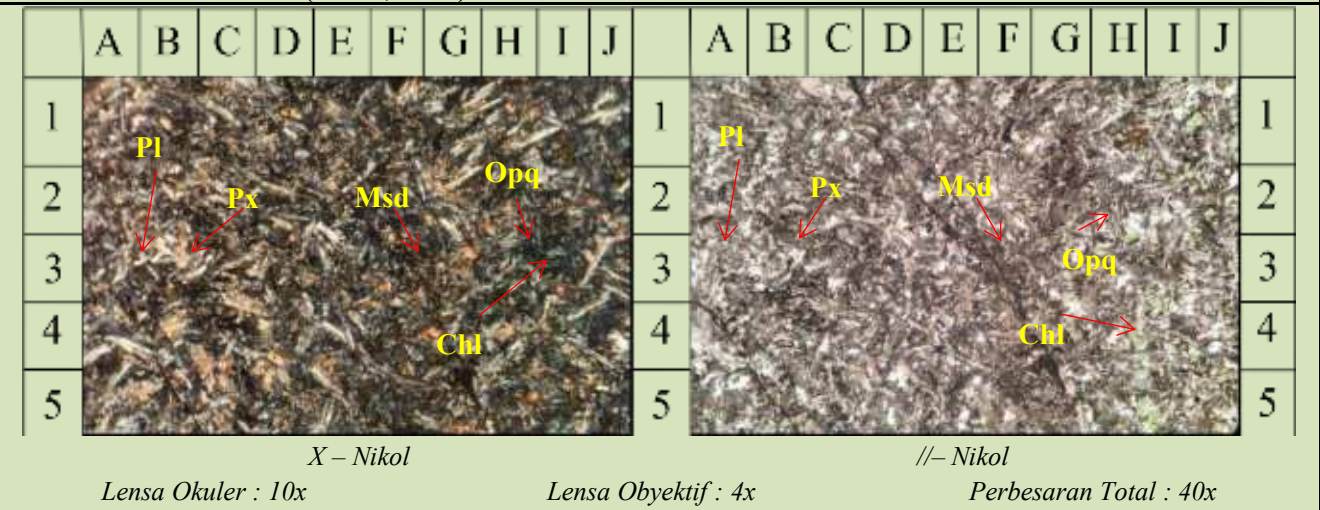 A B C D E F G H I J A B C D E F G H I J
1 1 1
Pl Pl
2 Px Msd Opq 2 Px Msd 2
3 3 Opq 3
4 Chl 4 Chl 4
5 5 5
X – Nikol //– Nikol
Lensa Okuler : 10x Lensa Obyektif : 4x Perbesaran Total : 40x